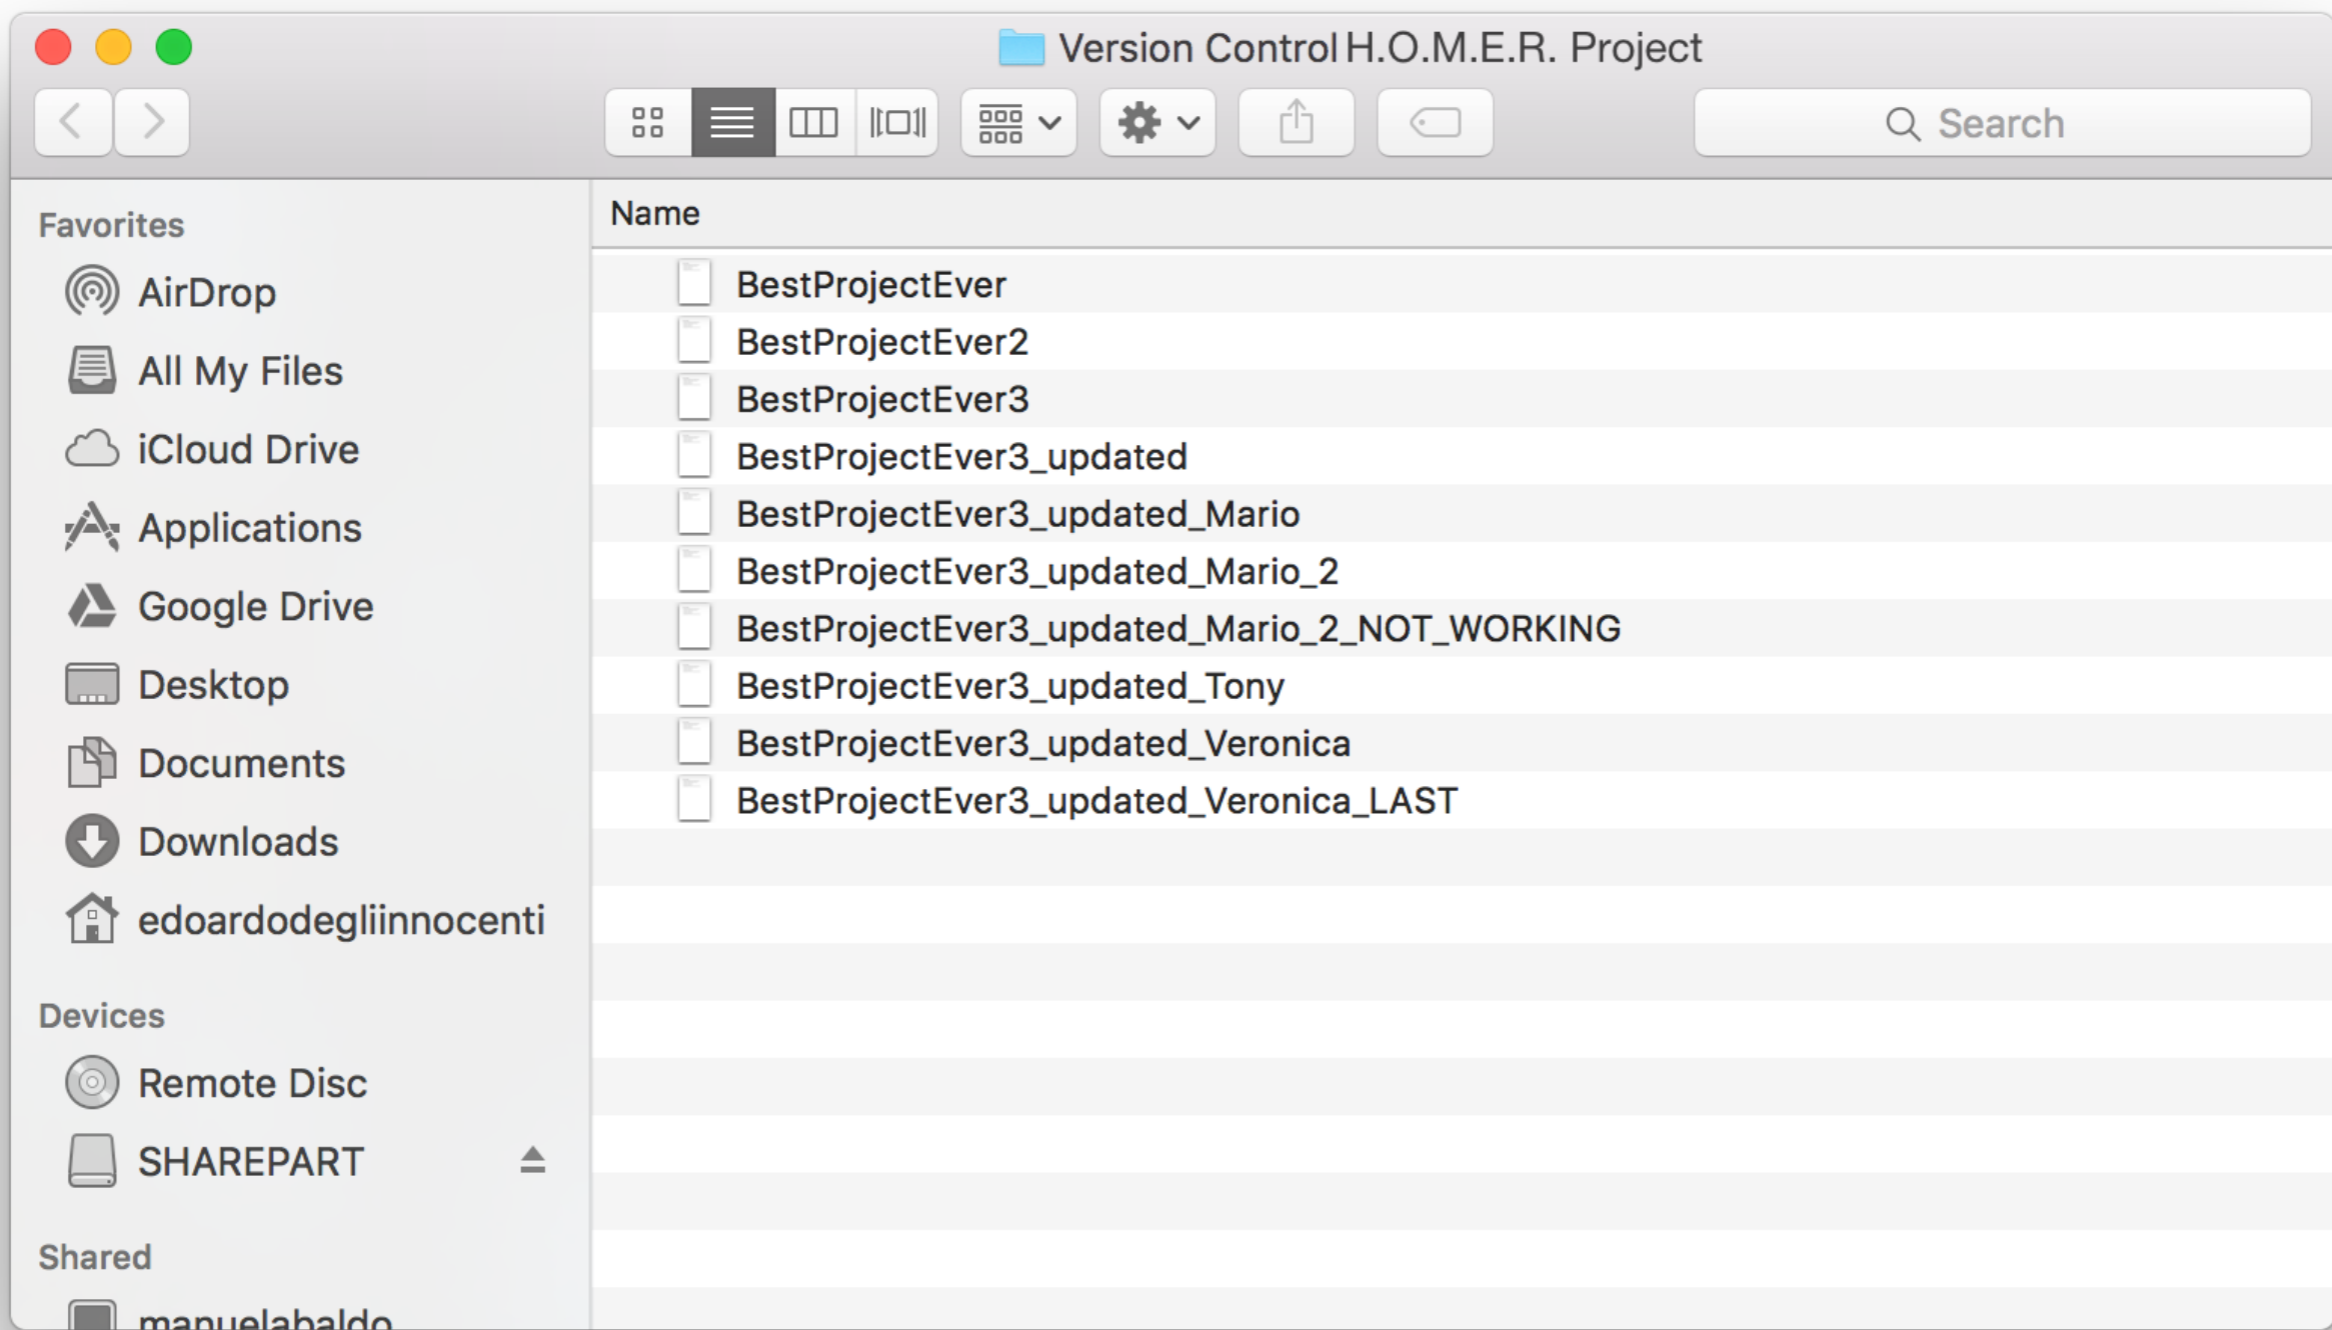 Version Control H.O.M.E.R. Project
Search
Favorites
AirDrop
All My Files
iCloud Drive
Applications
Google Drive
Desktop
Documents
Downloads
edoardodegliinnocenti
Devices
Remote Disc
SHAREPART
Shared
manuelabaldo
Name
BestProjectEver
BestProjectEver2
BestProjectEver3
BestProjectEver3_updated
BestProjectEver3_updated_Mario
BestProjectEver3_updated_Mario_2
BestProjectEver3_updated_Mario_2_NOT_WORKING
BestProjectEver3_updated_Tony
BestProjectEver3_updated_Veronica
BestProjectEver3_updated_Veronica_LAST